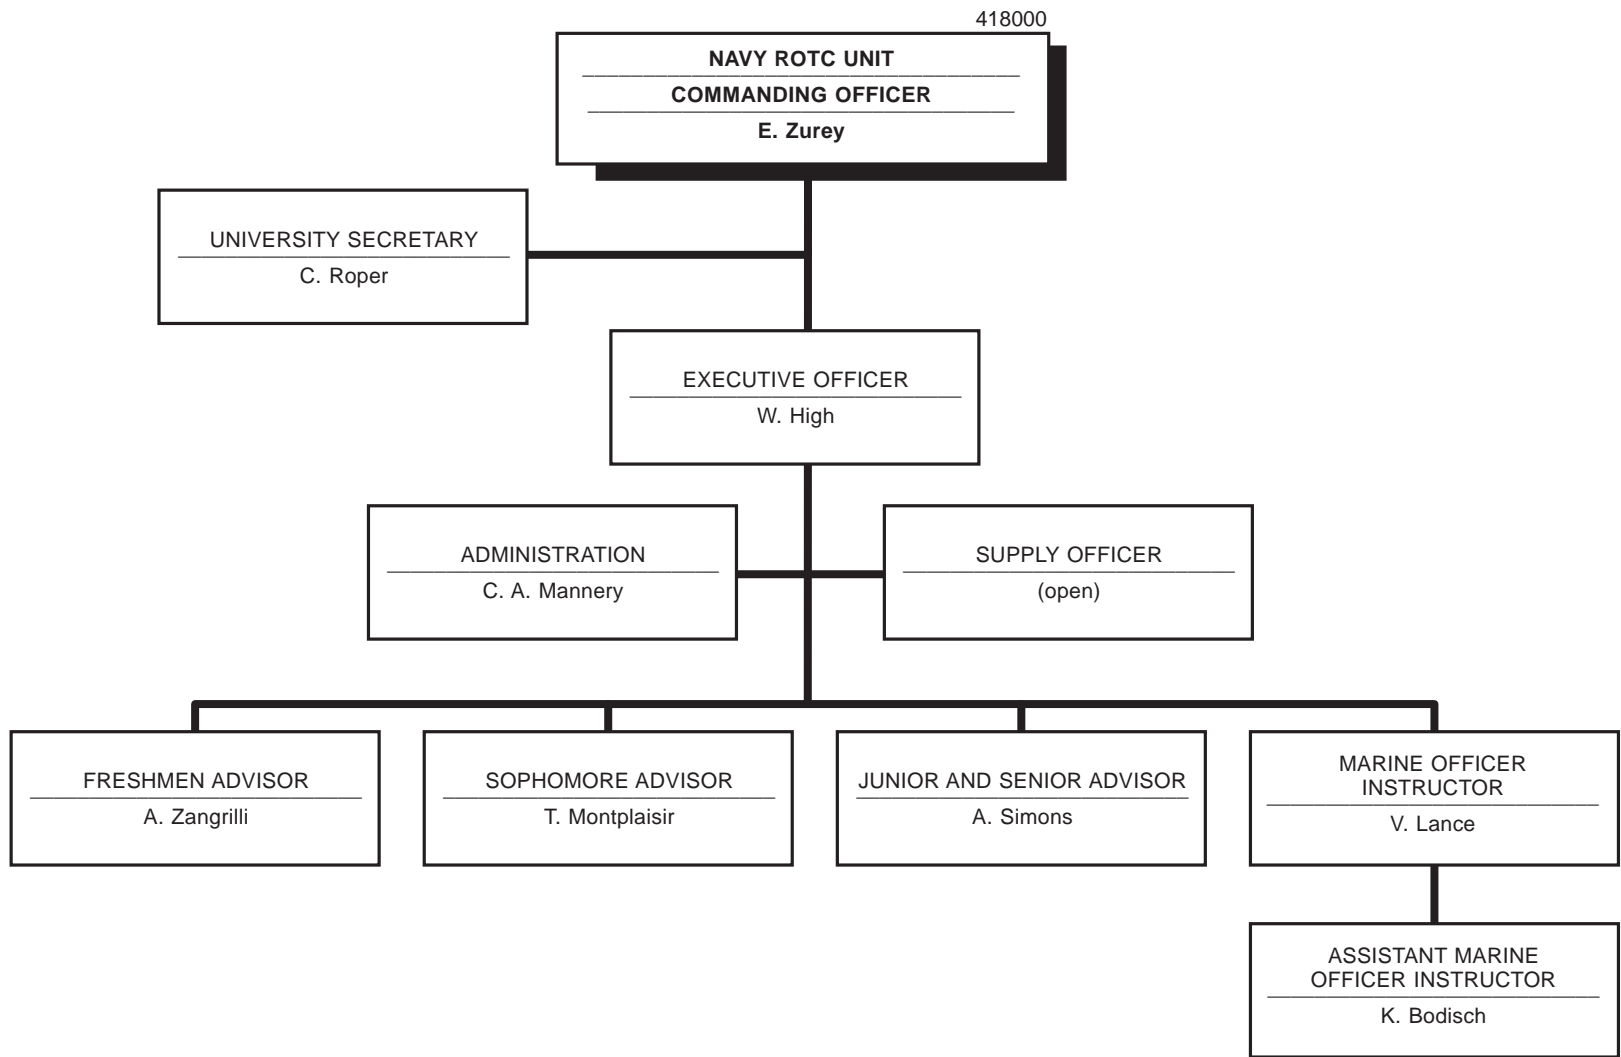 418000
NAVY ROTC UNIT
COMMANDING OFFICER
E. Zurey
UNIVERSITY SECRETARY
C. Roper
EXECUTIVE OFFICER
W. High
ADMINISTRATION
C. A. Mannery
SUPPLY OFFICER
(open)
FRESHMEN ADVISOR
A. Zangrilli
SOPHOMORE ADVISOR
T. Montplaisir
JUNIOR AND SENIOR ADVISOR
A. Simons
MARINE OFFICER
INSTRUCTOR
V. Lance
ASSISTANT MARINE
OFFICER INSTRUCTOR
K. Bodisch